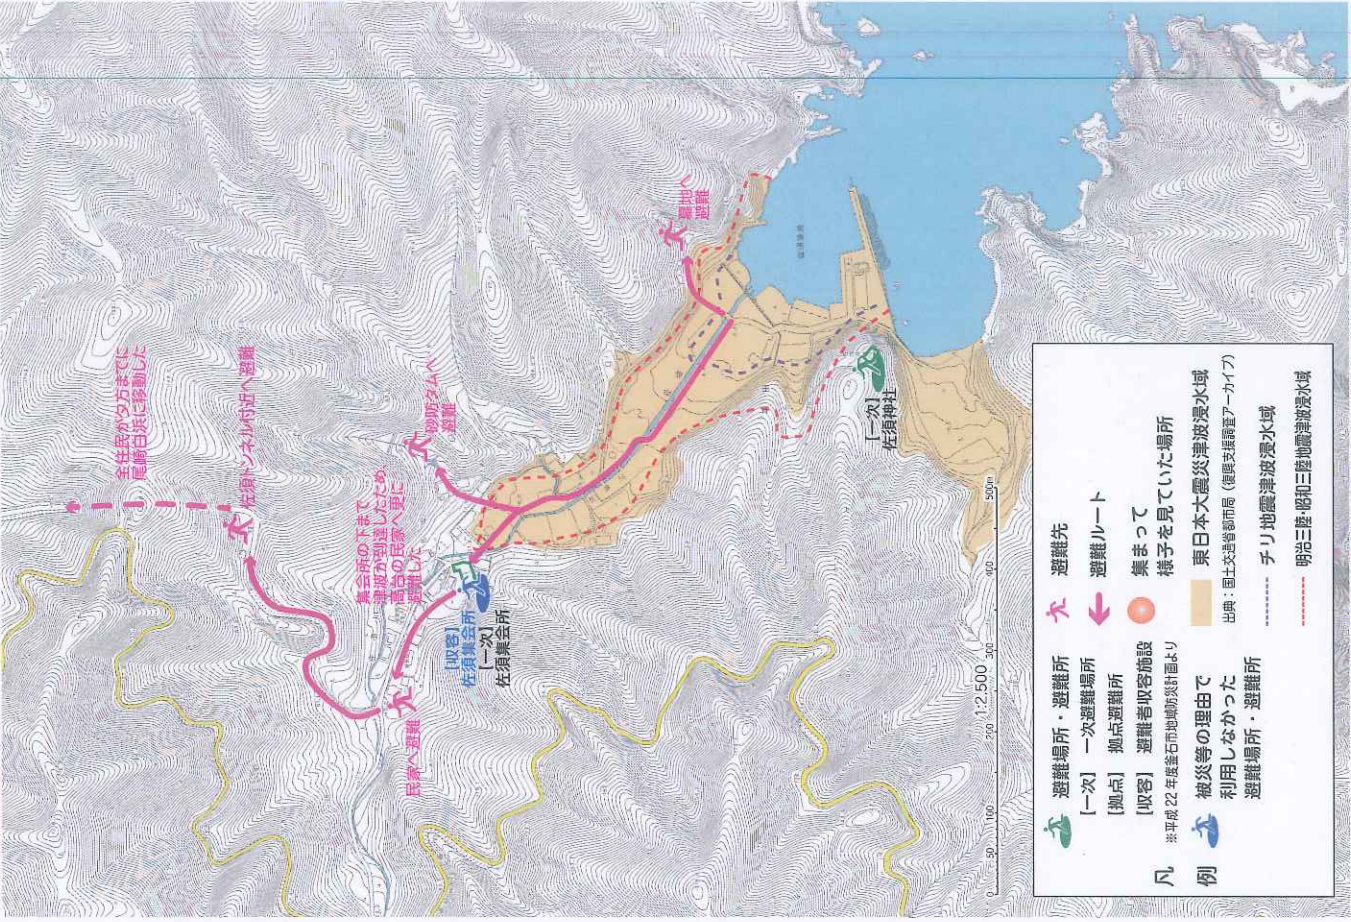 全住民が夕方までに
尾崎白浜に移動した
佐須トンネル付近へ避難
砂防ダムへ
避難
墓地へ
避難
集会所の下まで
津波が到達したため、
高台の民家へ更に
避難した
民家へ避難
【収容】
佐須集会所
【一次】
佐須集会所
【一次】
佐須神社
1:2,500
0 50 100 200 300 400 500m
凡例
避難場所・避難所
【一次】 一次避難場所
【拠点】 拠点避難所
【収容】 避難者収容施設
※平成22年度釜石市地域防災計画より
被災等の理由で
利用しなかった
避難場所・避難所
避難先
避難ルート
集まって
様子を見ていた場所
東日本大震災津波浸水域
出典：国土交通省都市局（復興支援調査アーカイブ）
チリ地震津波浸水域
明治三陸・昭和三陸地震津波浸水域